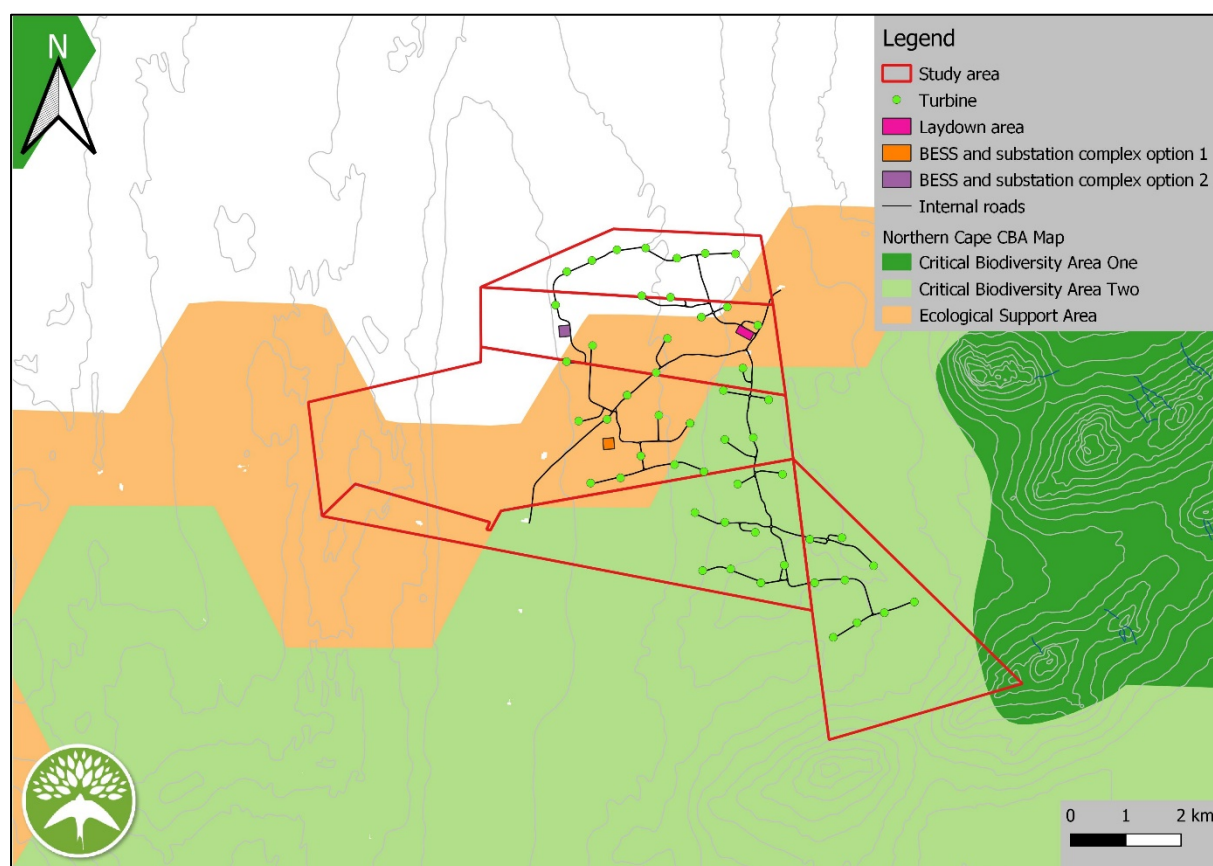 N
Legend
Study area
Turbine
Laydown area
BESS and substation complex option 1
BESS and substation complex option 2
Internal roads
Northern Cape CBA Map
Critical Biodiversity Area One
Critical Biodiversity Area Two
Ecological Support Area
0 1 2 km